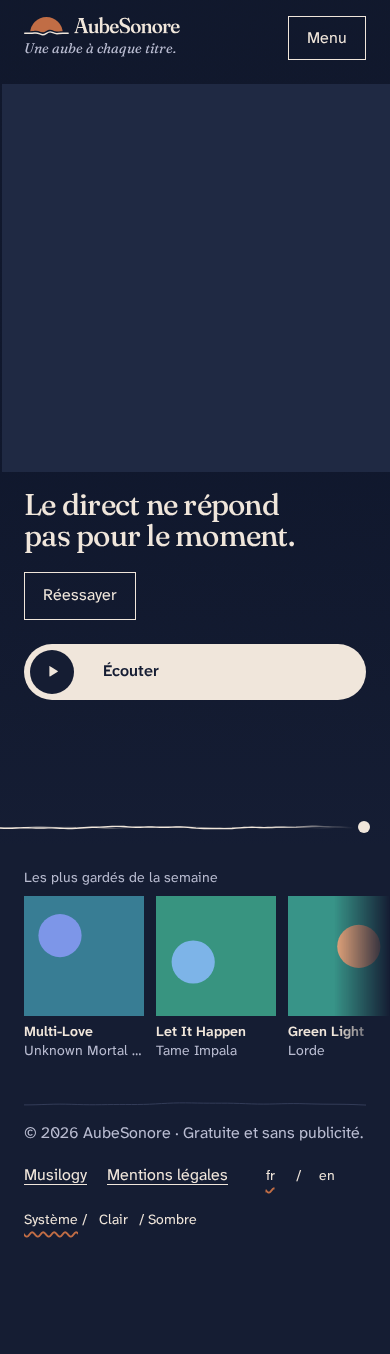 AubeSonore
Une aube à chaque titre.
Menu
Le direct ne répond
pas pour le moment.
Réessayer
Écouter
Les plus gardés de la semaine
Multi-Love
Unknown Mortal ...
Let It Happen
Tame Impala
Green Light
Lorde
© 2026 AubeSonore · Gratuite et sans publicité.
Musilogy Mentions légales fr / en
Système / Clair / Sombre